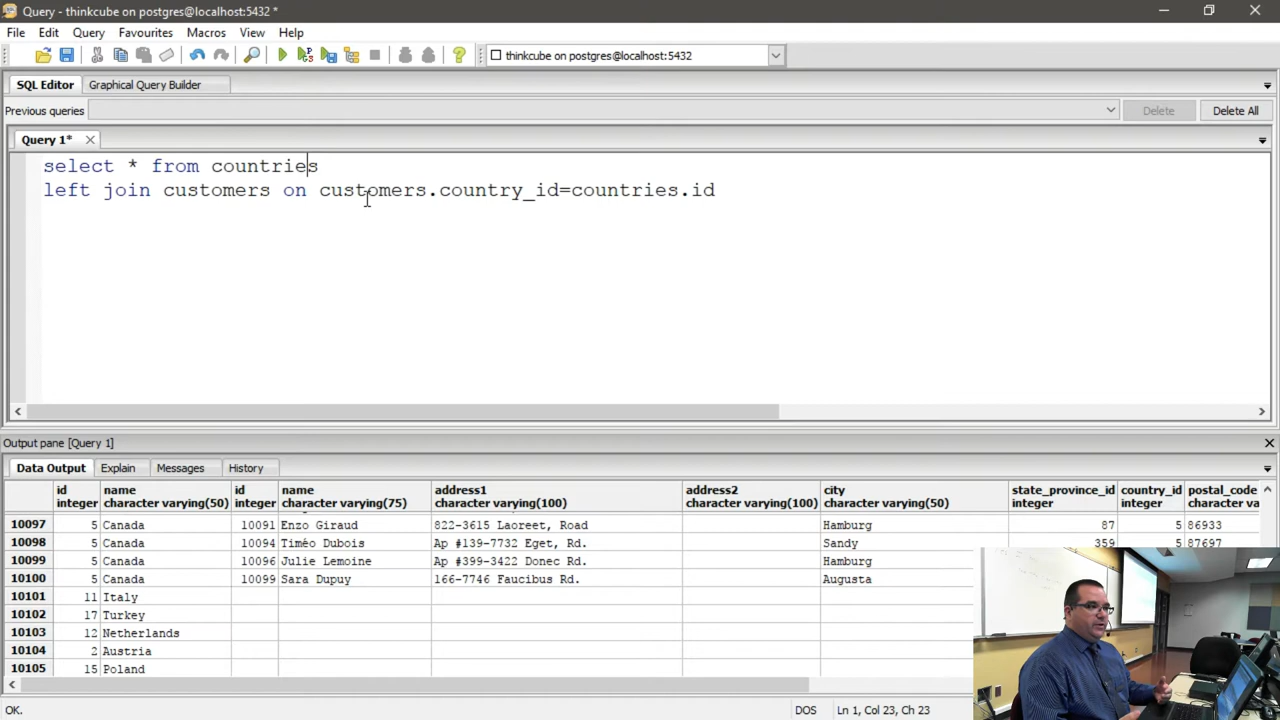 Query - thinkcube on postgres@localhost:5432 *
File Edit Query Favourites Macros View Help
thinkcube on postgres@localhost:5432
SQL Editor Graphical Query Builder
Previous queries Delete Delete All
Query 1*
select * from countries
left join customers on customers.country_id=countries.id
Output pane [Query 1]
Data Output Explain Messages History
id name id name address1 address2 city state_province_id country_id postal_code
integer character varying(50) integer character varying(75) character varying(100) character varying(100) character varying(50) integer integer character va
10097 5 Canada 10091 Enzo Giraud 822-3615 Laoreet, Road Hamburg 87 5 86933
10098 5 Canada 10094 Timéo Dubois Ap #139-7732 Eget, Rd. Sandy 359 5 87697
10099 5 Canada 10096 Julie Lemoine Ap #399-3422 Donec Rd. Hamburg
10100 5 Canada 10099 Sara Dupuy 166-7746 Faucibus Rd. Augusta
10101 11 Italy
10102 17 Turkey
10103 12 Netherlands
10104 2 Austria
10105 15 Poland
OK. DOS Ln 1, Col 23, Ch 23